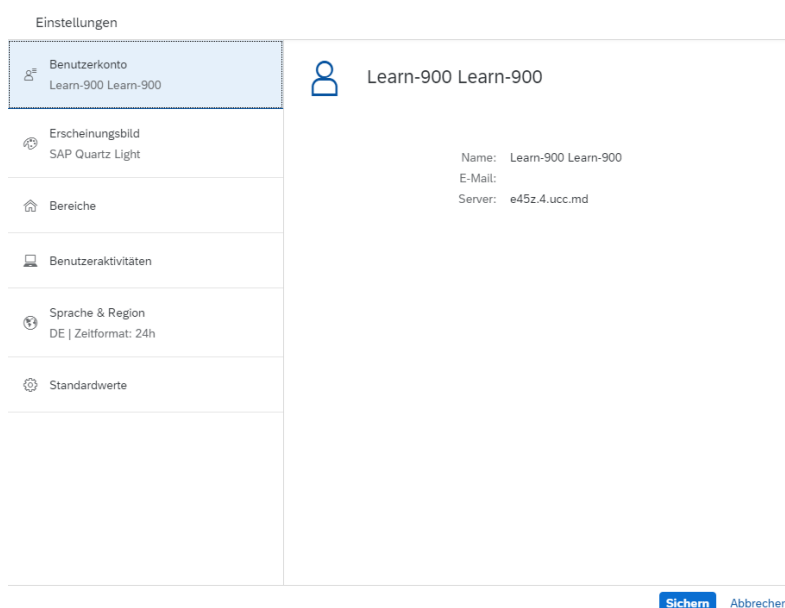 Einstellungen
Benutzerkonto
Learn-900 Learn-900
Erscheinungsbild
SAP Quartz Light
Bereiche
Benutzeraktivitäten
Sprache & Region
DE | Zeitformat: 24h
Standardwerte
Learn-900 Learn-900
Name: Learn-900 Learn-900
E-Mail:
Server: e45z.4.ucc.md
Sichern Abbrechen